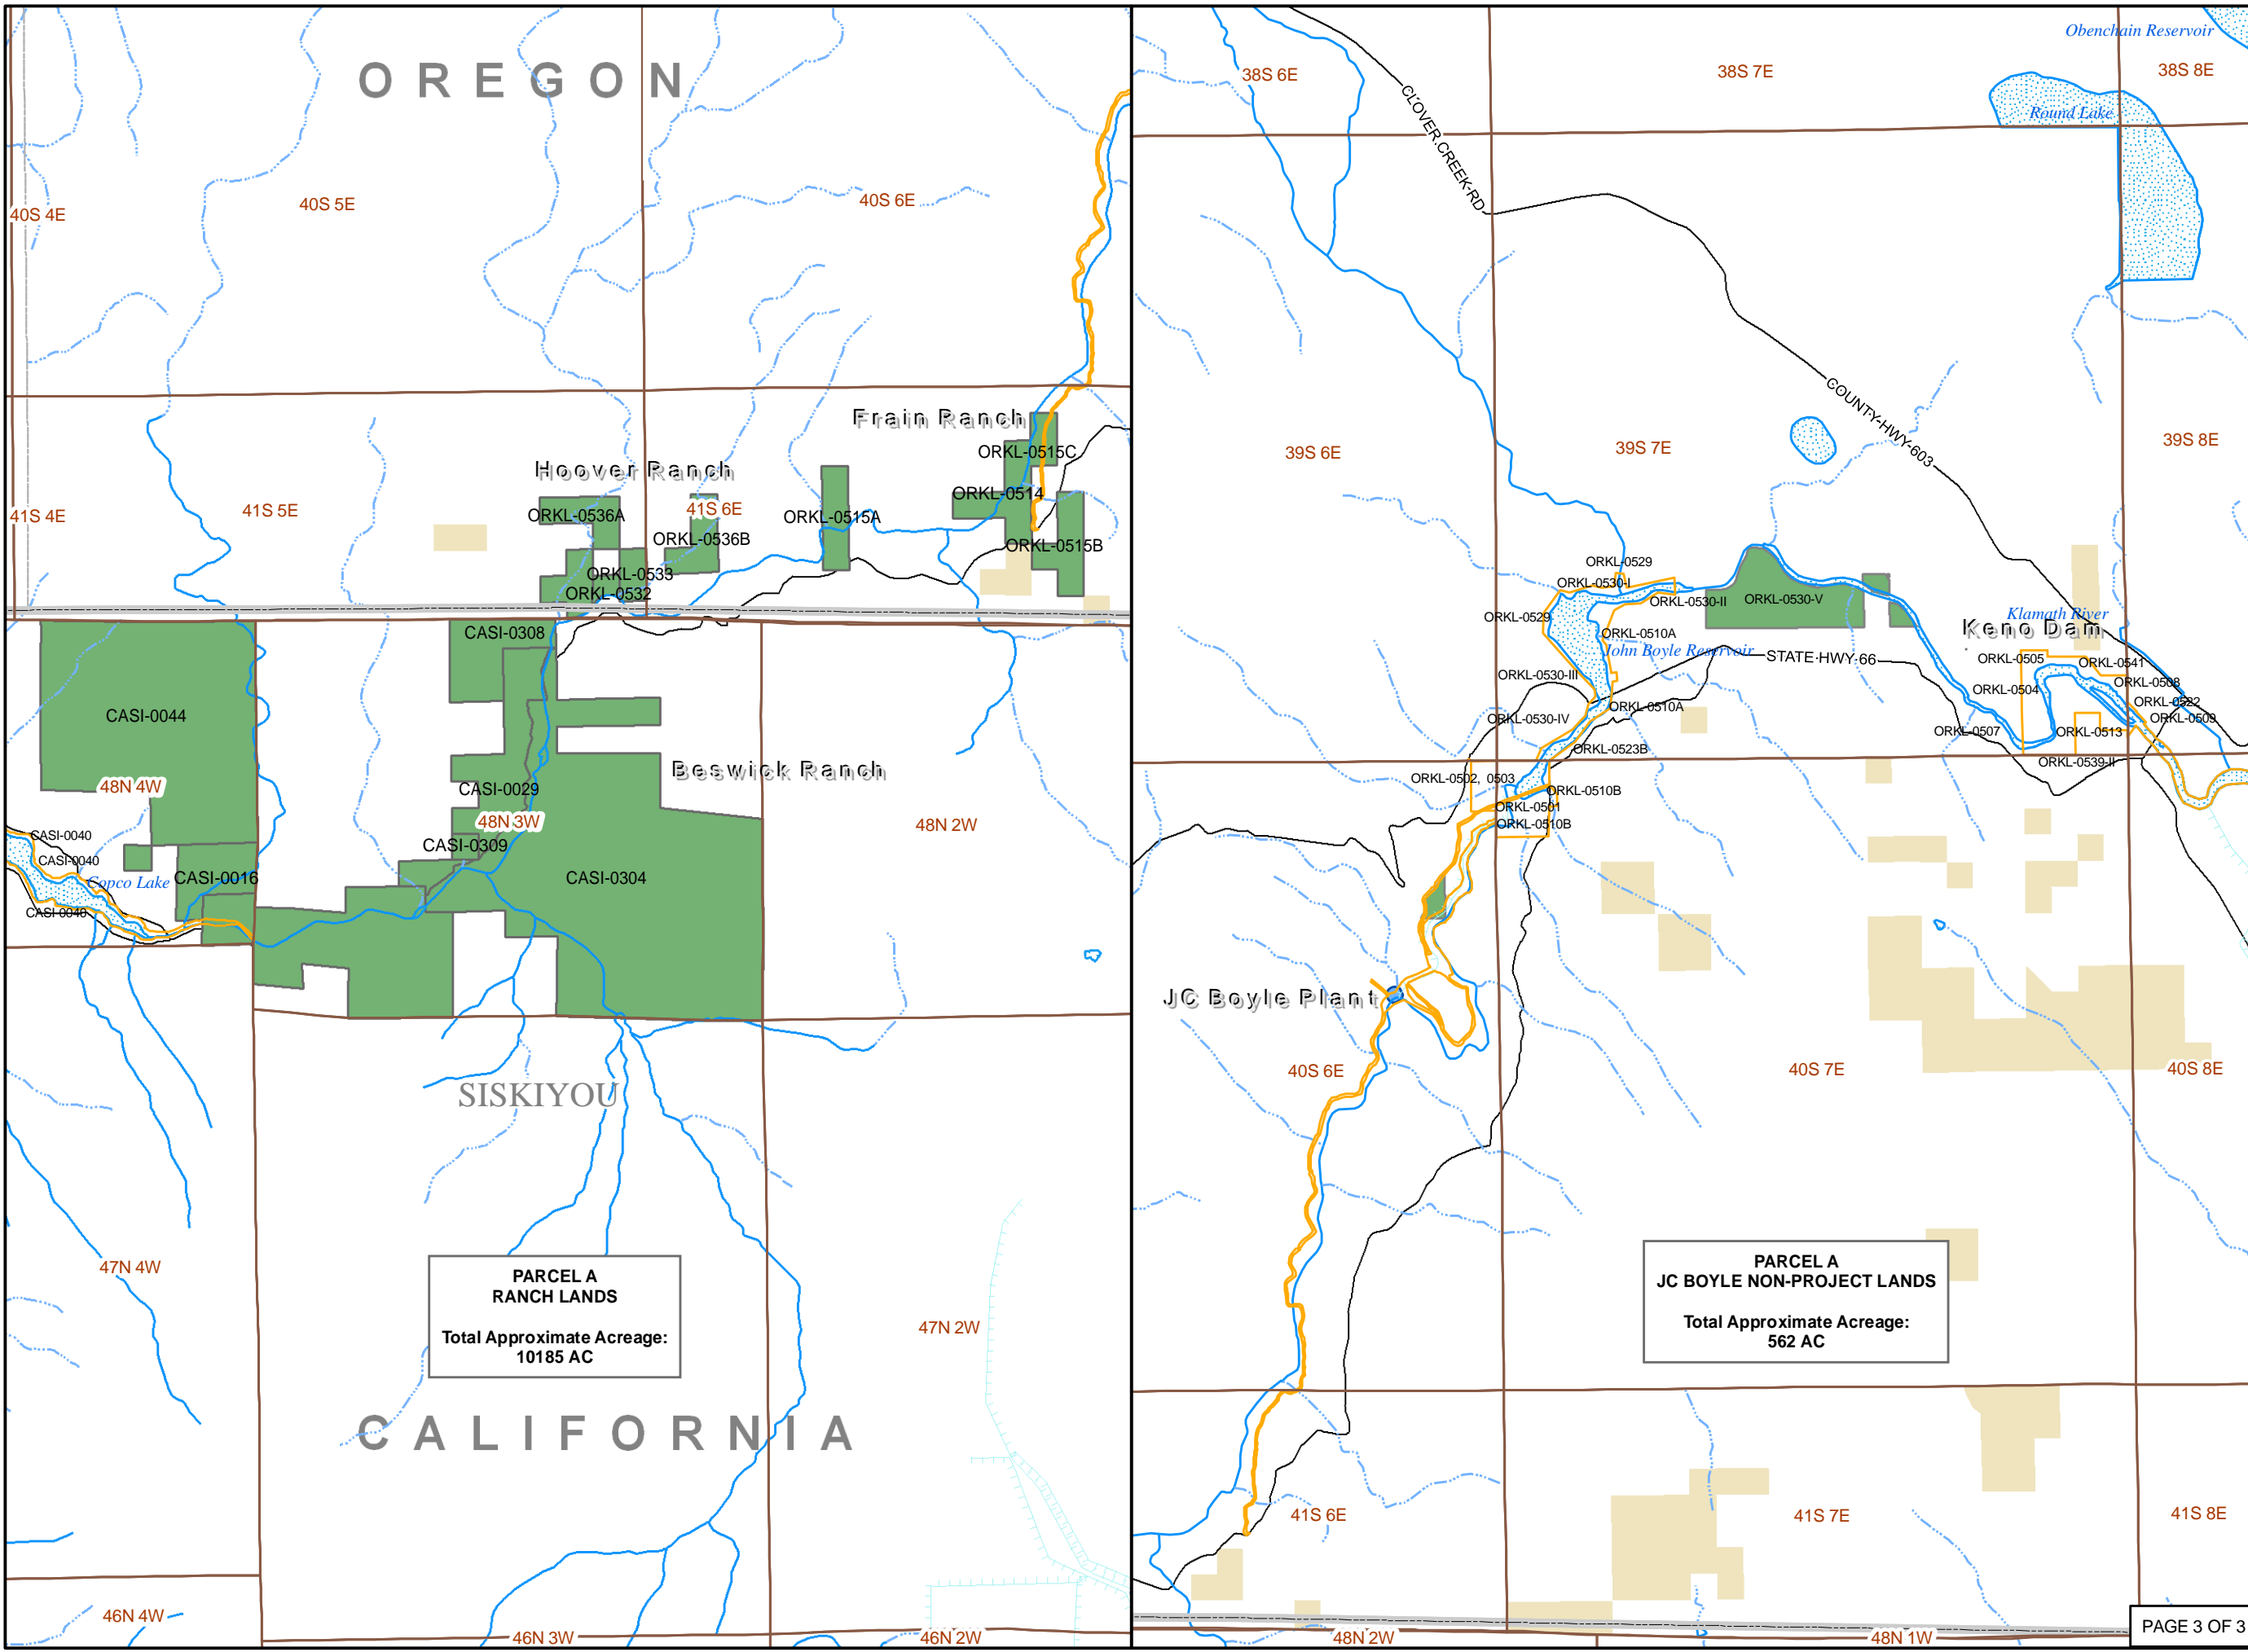 OREGON
40S 4E
40S 5E
40S 6E
Frain Ranch
ORKL-0515C
Hoover Ranch
ORKL-0514
41S 4E
41S 5E
ORKL-0536A
41S 6E
ORKL-0515A
ORKL-0536B
ORKL-0515B
ORKL-0533
ORKL-0532
CASI-0308
CASI-0044
Beswick Ranch
48N 4W
CASI-0029
48N 3W
48N 2W
CASI-0040
CASI-0309
CASI-0040
Copco Lake
CASI-0016
CASI-0304
CASI-0040
SISKIYOU
47N 4W
PARCEL A
RANCH LANDS
Total Approximate Acreage:
10185 AC
47N 2W
CALIFORNIA
46N 4W
46N 3W
46N 2W
Obenchain Reservoir
38S 6E
38S 7E
38S 8E
CLOVER CREEK RD
Round Lake
COUNTY HWY 603
39S 6E
39S 7E
39S 8E
ORKL-0529
ORKL-0530-I
ORKL-0530-II
ORKL-0530-V
ORKL-0529
Klamath River
Keno Dam
ORKL-0510A
John Boyle Reservoir
STATE HWY 66
ORKL-0505
ORKL-0541
ORKL-0530-III
ORKL-0504
ORKL-0508
ORKL-0522
ORKL-0510A
ORKL-0530-IV
ORKL-0509
ORKL-0507
ORKL-0513
ORKL-0523B
ORKL-0539-II
ORKL-0502, 0503
ORKL-0510B
ORKL-0501
ORKL-0510B
JC Boyle Plant
40S 6E
40S 7E
40S 8E
PARCEL A
JC BOYLE NON-PROJECT LANDS
Total Approximate Acreage:
562 AC
41S 6E
41S 7E
41S 8E
48N 2W
48N 1W
PAGE 3 OF 3